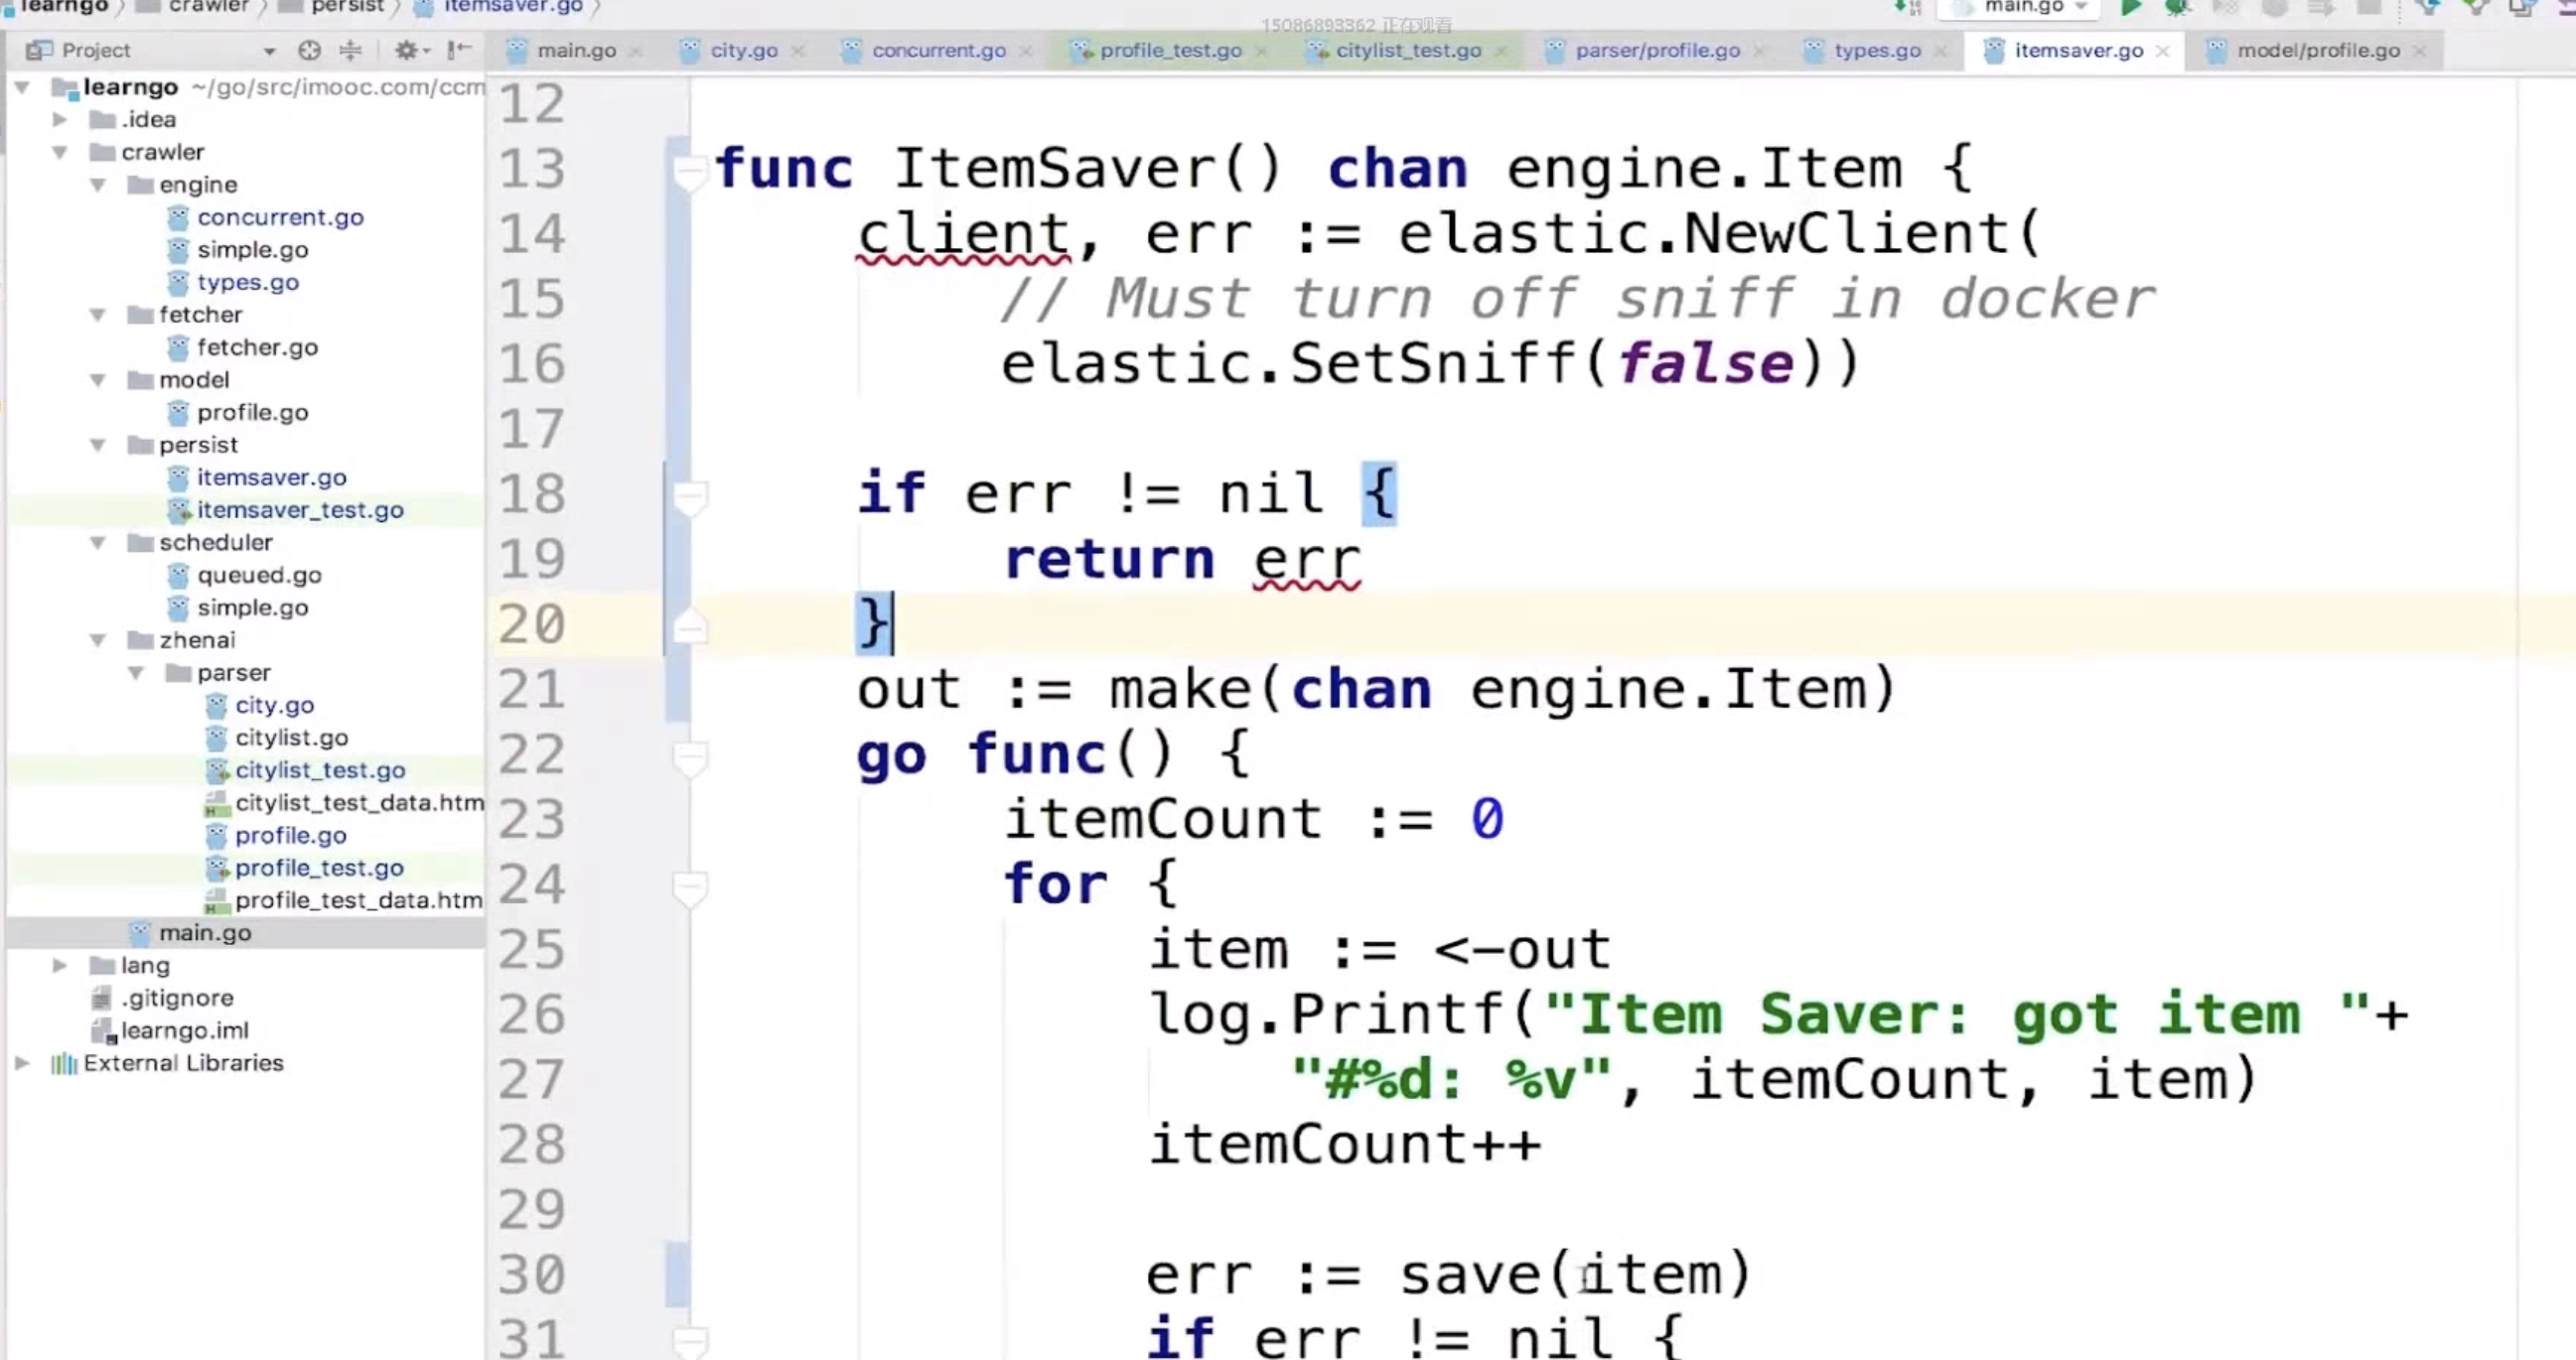 learngo crawler persist itemsaver.go main.go
15086893362 正在观看
Project main.go city.go concurrent.go profile_test.go citylist_test.go parser/profile.go types.go itemsaver.go model/profile.go
learngo ~/go/src/imooc.com/ccm
.idea
crawler
engine
concurrent.go
simple.go
types.go
fetcher
fetcher.go
model
profile.go
persist
itemsaver.go
itemsaver_test.go
scheduler
queued.go
simple.go
zhenai
parser
city.go
citylist.go
citylist_test.go
citylist_test_data.htm
profile.go
profile_test.go
profile_test_data.htm
main.go
lang
.gitignore
learngo.iml
External Libraries
12
13 func ItemSaver() chan engine.Item {
14 client, err := elastic.NewClient(
15 // Must turn off sniff in docker
16 elastic.SetSniff(false))
17
18 if err != nil {
19 return err
20 }
21 out := make(chan engine.Item)
22 go func() {
23 itemCount := 0
24 for {
25 item := <-out
26 log.Printf("Item Saver: got item "+
27 "#%d: %v", itemCount, item)
28 itemCount++
29
30 err := save(item)
31 if err != nil {